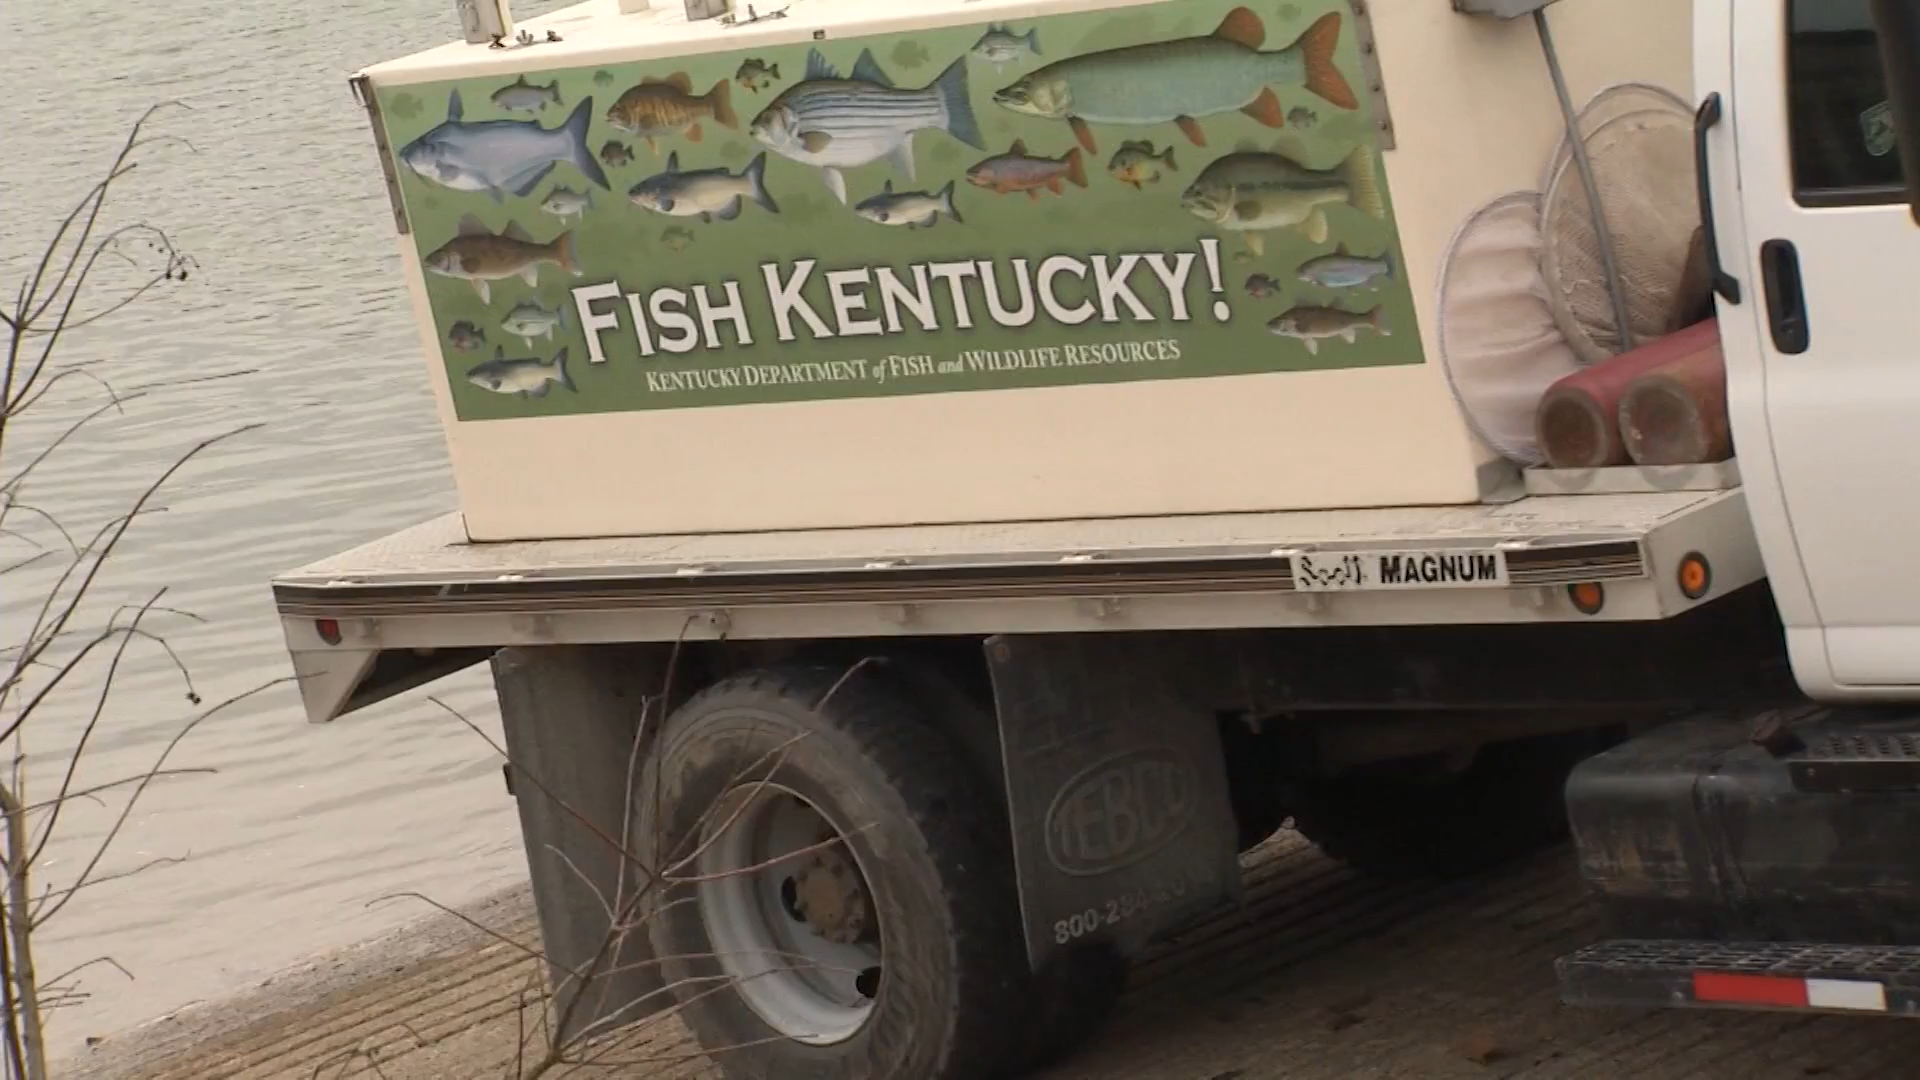 FISH KENTUCKY!
KENTUCKY DEPARTMENT of FISH and WILDLIFE RESOURCES
MAGNUM
TEBCO